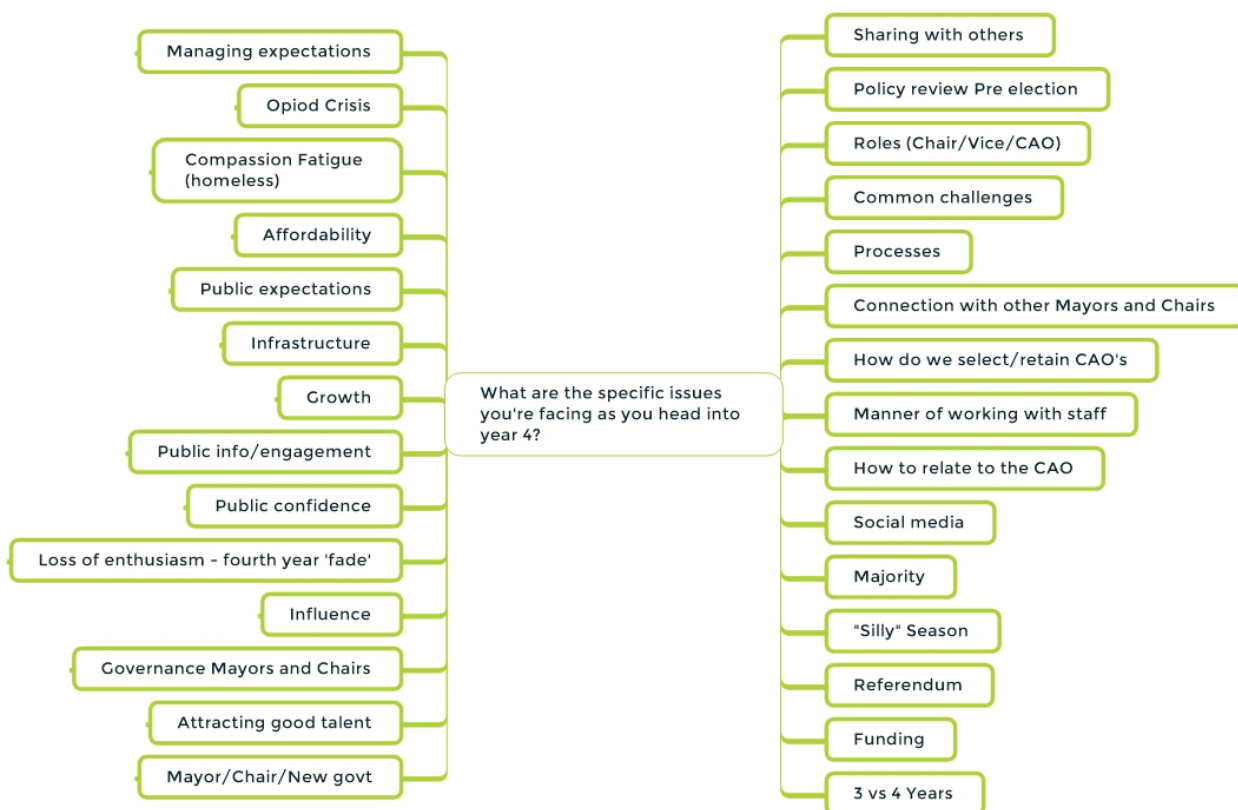 Managing expectations
Opiod Crisis
Compassion Fatigue
(homeless)
Affordability
Public expectations
Infrastructure
Growth
Public info/engagement
Public confidence
Loss of enthusiasm - fourth year 'fade'
Influence
Governance Mayors and Chairs
Attracting good talent
Mayor/Chair/New govt
What are the specific issues
you're facing as you head into
year 4?
Sharing with others
Policy review Pre election
Roles (Chair/Vice/CAO)
Common challenges
Processes
Connection with other Mayors and Chairs
How do we select/retain CAO's
Manner of working with staff
How to relate to the CAO
Social media
Majority
"Silly" Season
Referendum
Funding
3 vs 4 Years